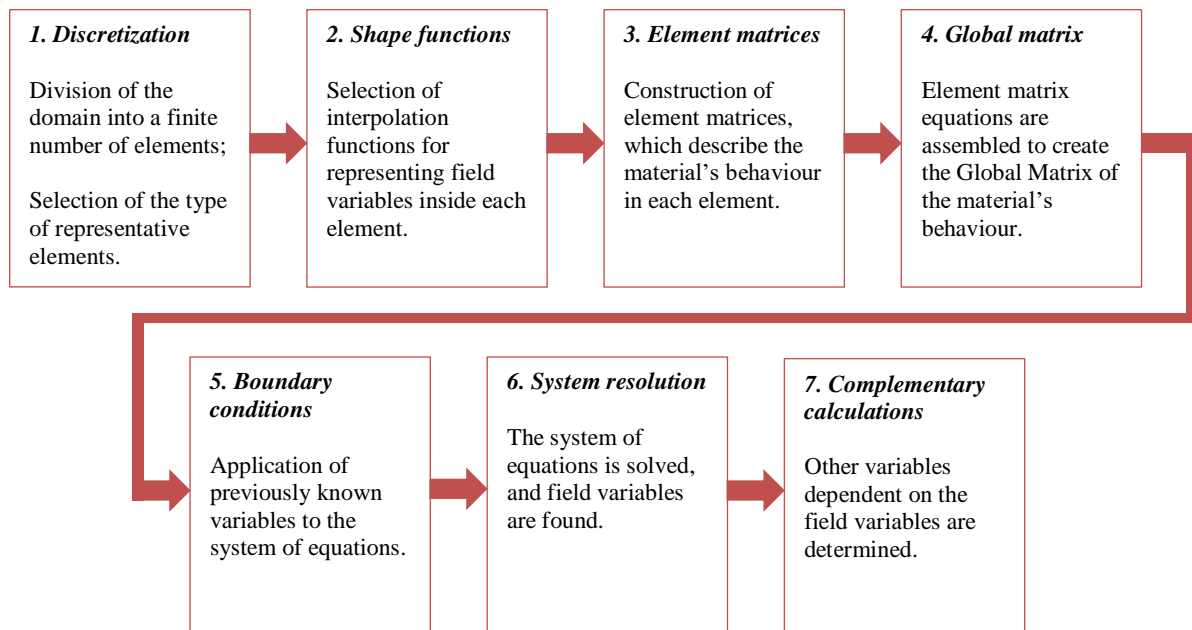 1. Discretization
Division of the
domain into a finite
number of elements;
Selection of the type
of representative
elements.
2. Shape functions
Selection of
interpolation
functions for
representing field
variables inside each
element.
3. Element matrices
Construction of
element matrices,
which describe the
material’s behaviour
in each element.
4. Global matrix
Element matrix
equations are
assembled to create
the Global Matrix of
the material’s
behaviour.
5. Boundary
conditions
Application of
previously known
variables to the
system of equations.
6. System resolution
The system of
equations is solved,
and field variables
are found.
7. Complementary
calculations
Other variables
dependent on the
field variables are
determined.